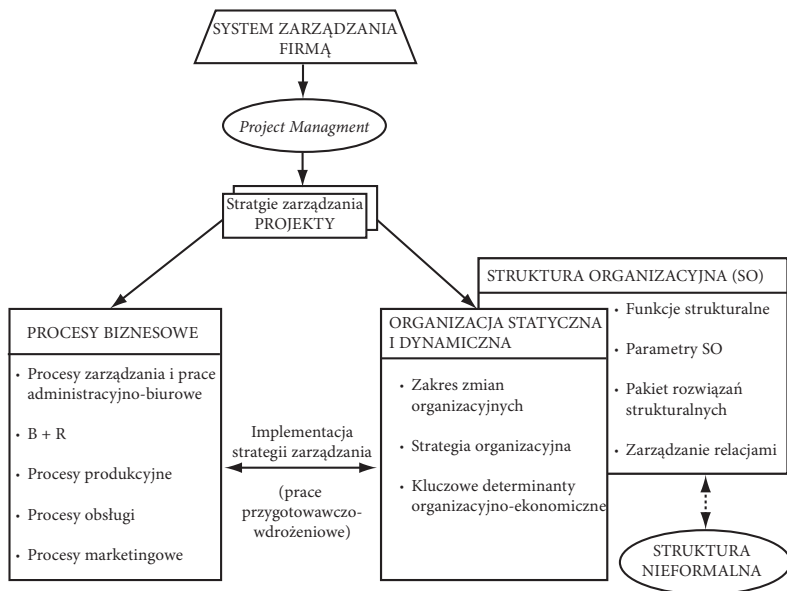 SYSTEM ZARZĄDZANIA
FIRMĄ
Project Managment
Stratgie zarządzania
PROJEKTY
PROCESY BIZNESOWE
• Procesy zarządzania i prace
administracyjno-biurowe
• B + R
• Procesy produkcyjne
• Procesy obsługi
• Procesy marketingowe
Implementacja
strategii zarządzania
(prace
przygotowawczo-
wdrożeniowe)
ORGANIZACJA STATYCZNA
I DYNAMICZNA
• Zakres zmian
organizacyjnych
• Strategia organizacyjna
• Kluczowe determinanty
organizacyjno-ekonomiczne
STRUKTURA ORGANIZACYJNA (SO)
• Funkcje strukturalne
• Parametry SO
• Pakiet rozwiązań
strukturalnych
• Zarządzanie relacjami
STRUKTURA
NIEFORMALNA